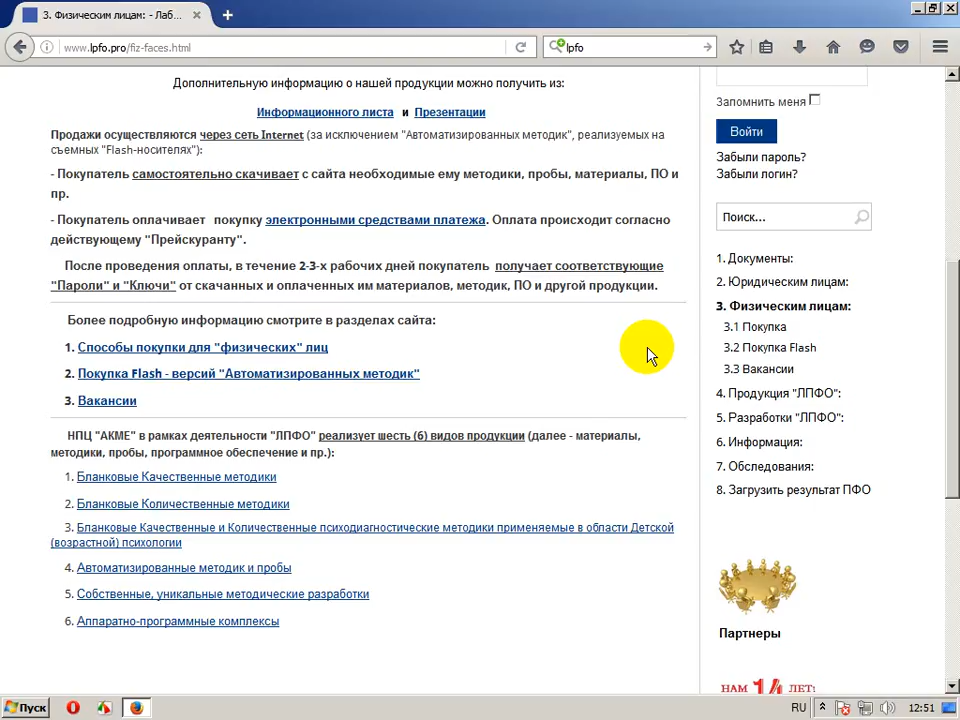 3. Физическим лицам: - Лаб...
www.lpfo.pro/fiz-faces.html
lpfo
Дополнительную информацию о нашей продукции можно получить из:
Информационного листа и Презентации
Продажи осуществляются через сеть Internet (за исключением "Автоматизированных методик", реализуемых на
съемных "Flash-носителях"):
- Покупатель самостоятельно скачивает с сайта необходимые ему методики, пробы, материалы, ПО и
пр.
- Покупатель оплачивает покупку электронными средствами платежа. Оплата происходит согласно
действующему "Прейскуранту".
После проведения оплаты, в течение 2-3-х рабочих дней покупатель получает соответствующие
"Пароли" и "Ключи" от скачанных и оплаченных им материалов, методик, ПО и другой продукции.
Более подробную информацию смотрите в разделах сайта:
1. Способы покупки для "физических" лиц
2. Покупка Flash - версий "Автоматизированных методик"
3. Вакансии
НПЦ "АКМЕ" в рамках деятельности "ЛПФО" реализует шесть (6) видов продукции (далее - материалы,
методики, пробы, программное обеспечение и пр.):
1. Бланковые Качественные методики
2. Бланковые Количественные методики
3. Бланковые Качественные и Количественные психодиагностические методики применяемые в области Детской
(возрастной) психологии
4. Автоматизированные методик и пробы
5. Собственные, уникальные методические разработки
6. Аппаратно-программные комплексы
Запомнить меня
Войти
Забыли пароль?
Забыли логин?
Поиск...
1. Документы:
2. Юридическим лицам:
3. Физическим лицам:
3.1 Покупка
3.2 Покупка Flash
3.3 Вакансии
4. Продукция "ЛПФО":
5. Разработки "ЛПФО":
6. Информация:
7. Обследования:
8. Загрузить результат ПФО
Партнеры
НАМ 14 ЛЕТ!
Пуск
RU
12:51